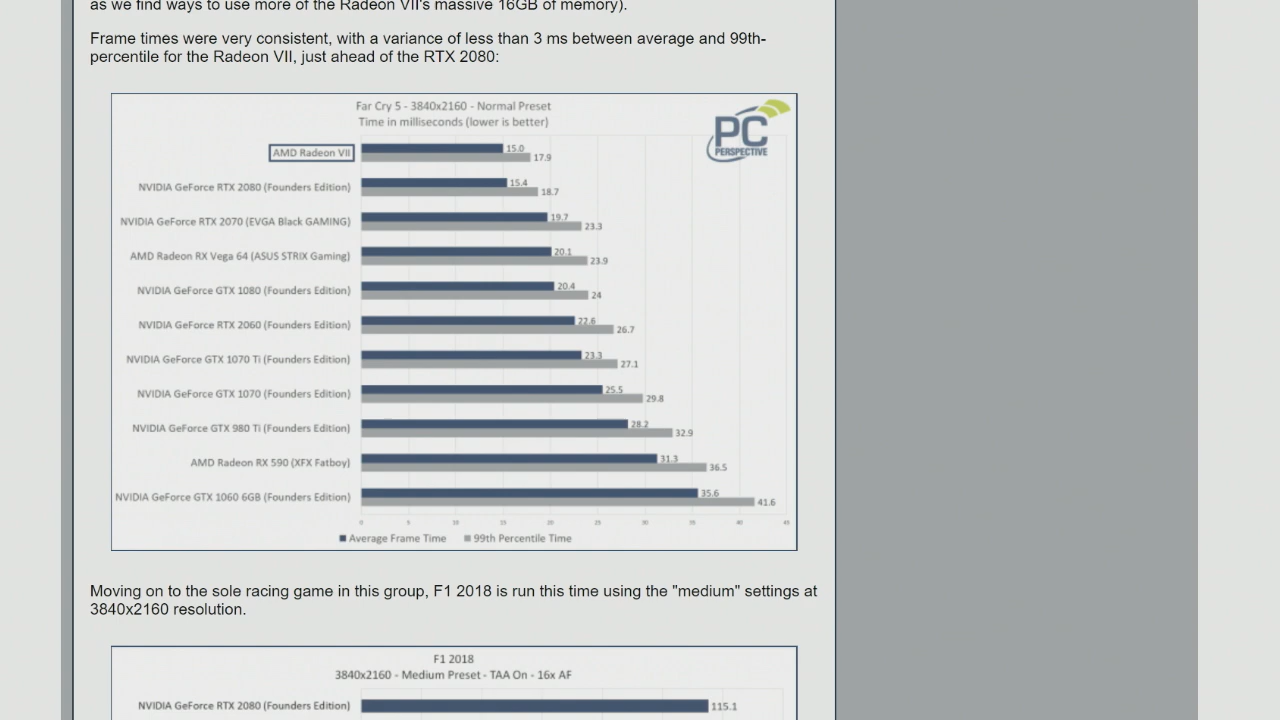 as we find ways to use more of the Radeon VII's massive 16GB of memory).
Frame times were very consistent, with a variance of less than 3 ms between average and 99th-
percentile for the Radeon VII, just ahead of the RTX 2080:
Far Cry 5 - 3840x2160 - Normal Preset
Time in milliseconds (lower is better)
PC
PERSPECTIVE
AMD Radeon VII
15.0
17.9
NVIDIA GeForce RTX 2080 (Founders Edition)
15.4
18.7
NVIDIA GeForce RTX 2070 (EVGA Black GAMING)
19.7
23.3
AMD Radeon RX Vega 64 (ASUS STRIX Gaming)
20.1
23.9
NVIDIA GeForce GTX 1080 (Founders Edition)
20.4
24
NVIDIA GeForce RTX 2060 (Founders Edition)
22.6
26.7
NVIDIA GeForce GTX 1070 Ti (Founders Edition)
23.3
27.1
NVIDIA GeForce GTX 1070 (Founders Edition)
25.5
29.8
NVIDIA GeForce GTX 980 Ti (Founders Edition)
28.2
32.9
AMD Radeon RX 590 (XFX Fatboy)
31.3
36.5
NVIDIA GeForce GTX 1060 6GB (Founders Edition)
35.6
41.6
0 5 10 15 20 25 30 35 40 45
Average Frame Time 99th Percentile Time
Moving on to the sole racing game in this group, F1 2018 is run this time using the "medium" settings at
3840x2160 resolution.
F1 2018
3840x2160 - Medium Preset - TAA On - 16x AF
NVIDIA GeForce RTX 2080 (Founders Edition)
115.1